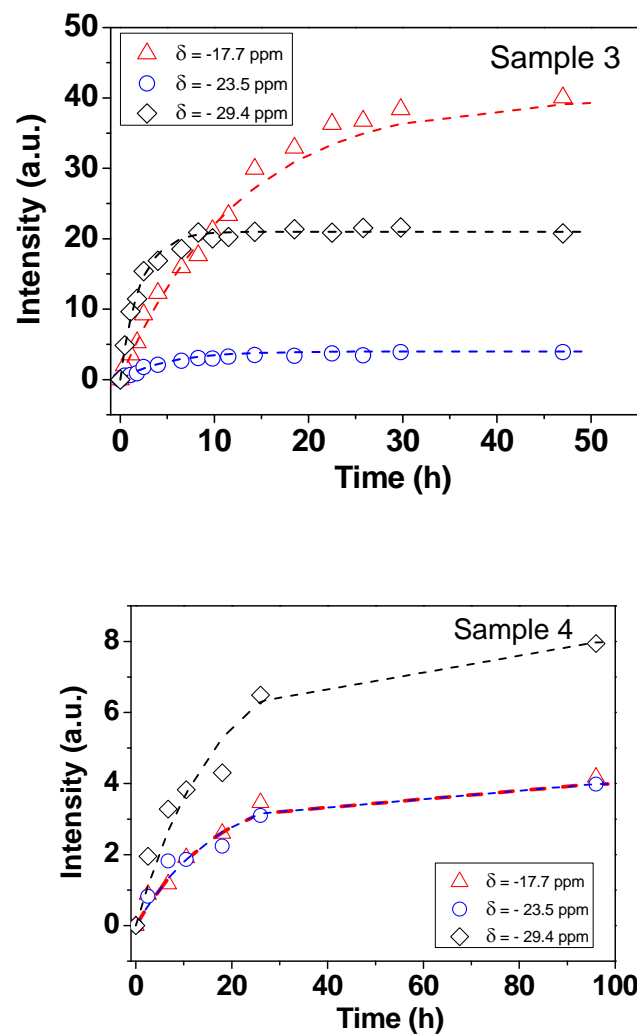 50
40
30
20
10
0
Intensity (a.u.)
δ = -17.7 ppm
δ = - 23.5 ppm
δ = - 29.4 ppm
Sample 3
0 10 20 30 40 50
Time (h)
8
6
4
2
0
Intensity (a.u.)
Sample 4
δ = -17.7 ppm
δ = - 23.5 ppm
δ = - 29.4 ppm
0 20 40 60 80 100
Time (h)